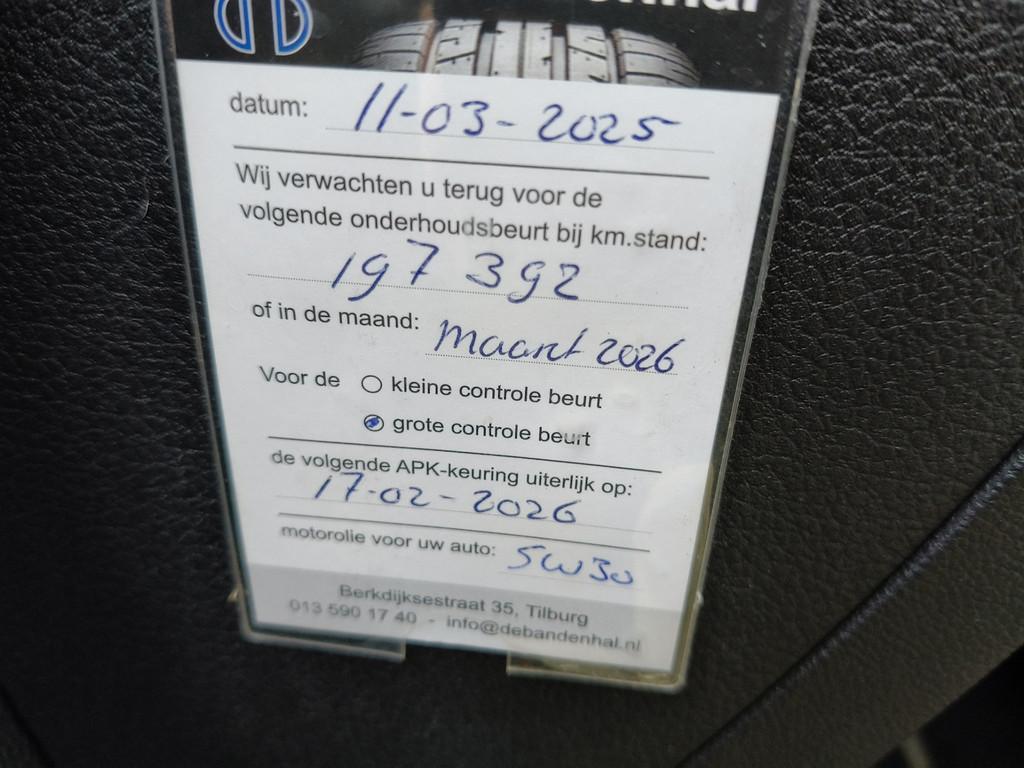 datum: 11-03-2025
Wij verwachten u terug voor de
volgende onderhoudsbeurt bij km.stand:
197 392
of in de maand: maart 2026
Voor de kleine controle beurt
grote controle beurt
de volgende APK-keuring uiterlijk op:
17-02-2026
motorolie voor uw auto: 5W30
Berkdijksestraat 35, Tilburg
013 590 17 40 - info@debandenhal.nl